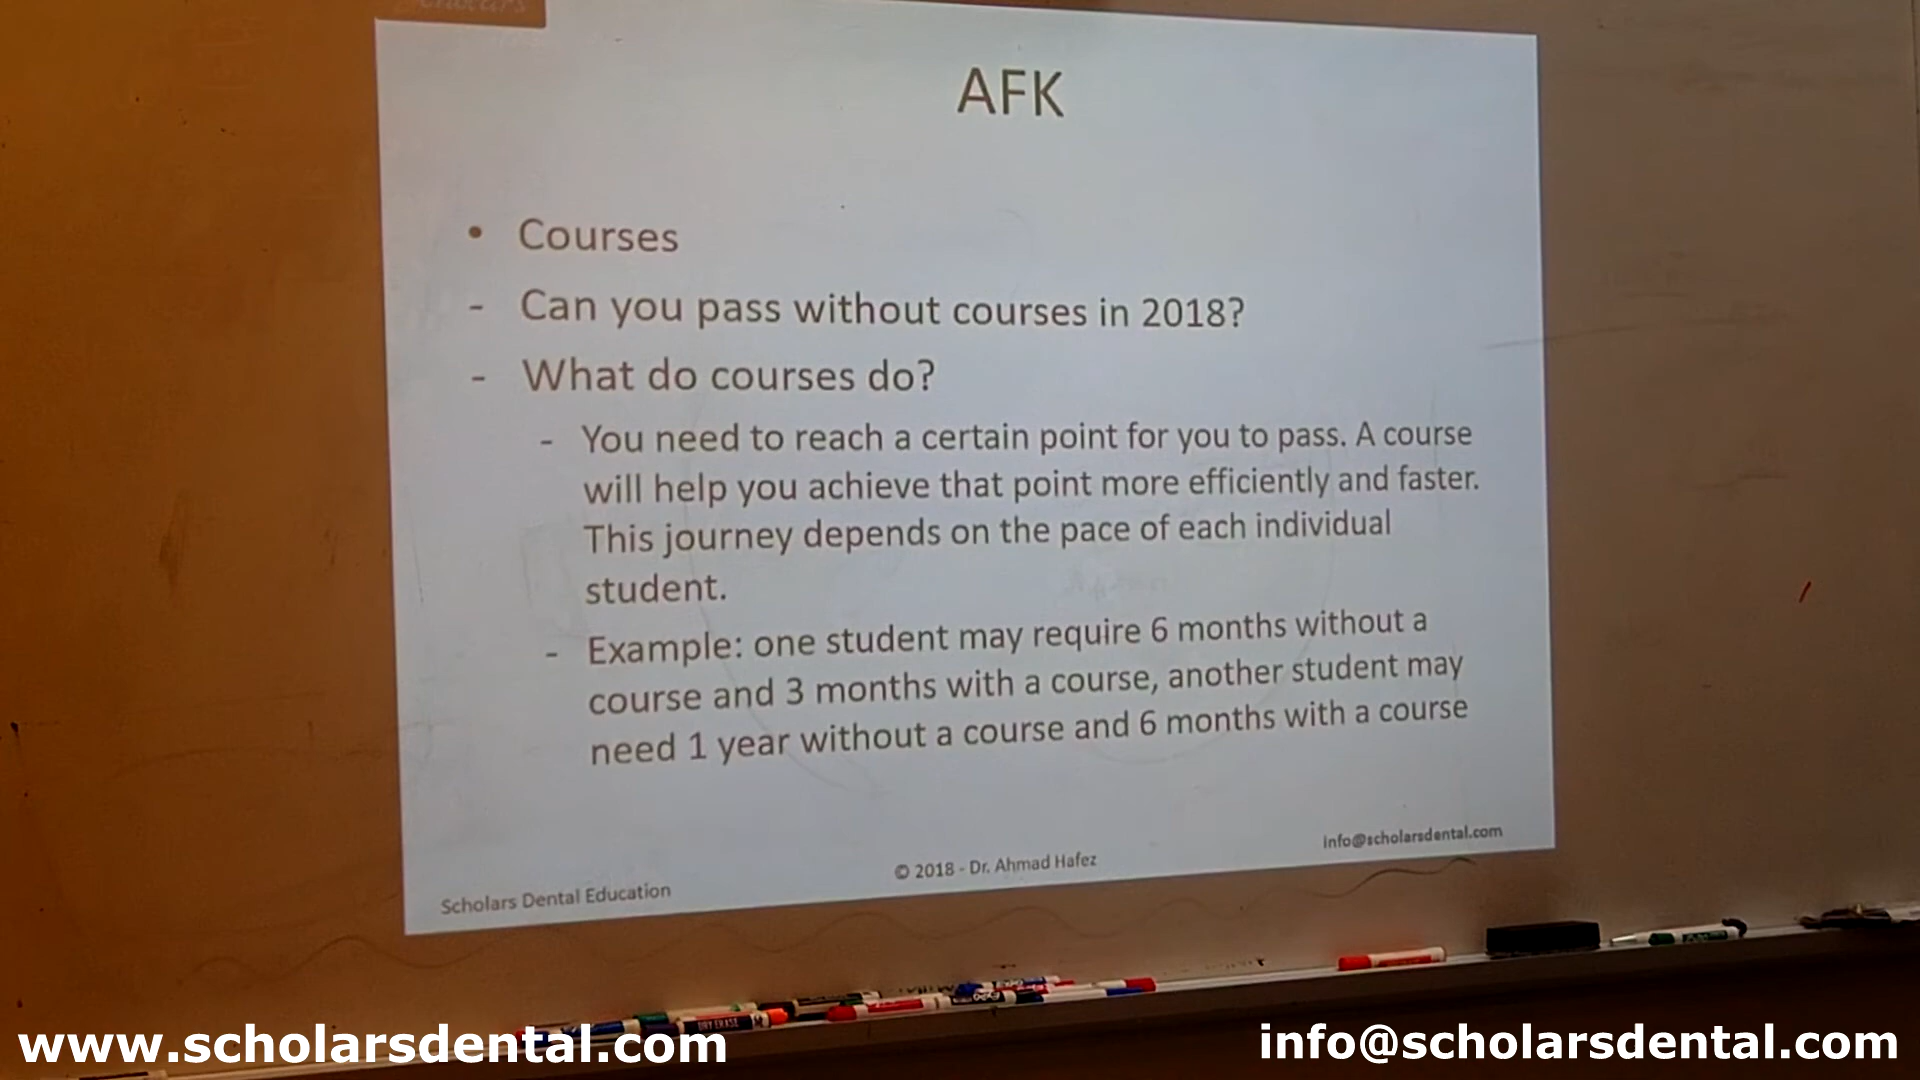 Scholars
AFK
• Courses
- Can you pass without courses in 2018?
- What do courses do?
- You need to reach a certain point for you to pass. A course
will help you achieve that point more efficiently and faster.
This journey depends on the pace of each individual
student.
- Example: one student may require 6 months without a
course and 3 months with a course, another student may
need 1 year without a course and 6 months with a course
Scholars Dental Education
© 2018 - Dr. Ahmad Hafez
info@scholarsdental.com
DRY ERASE
www.scholarsdental.com
info@scholarsdental.com